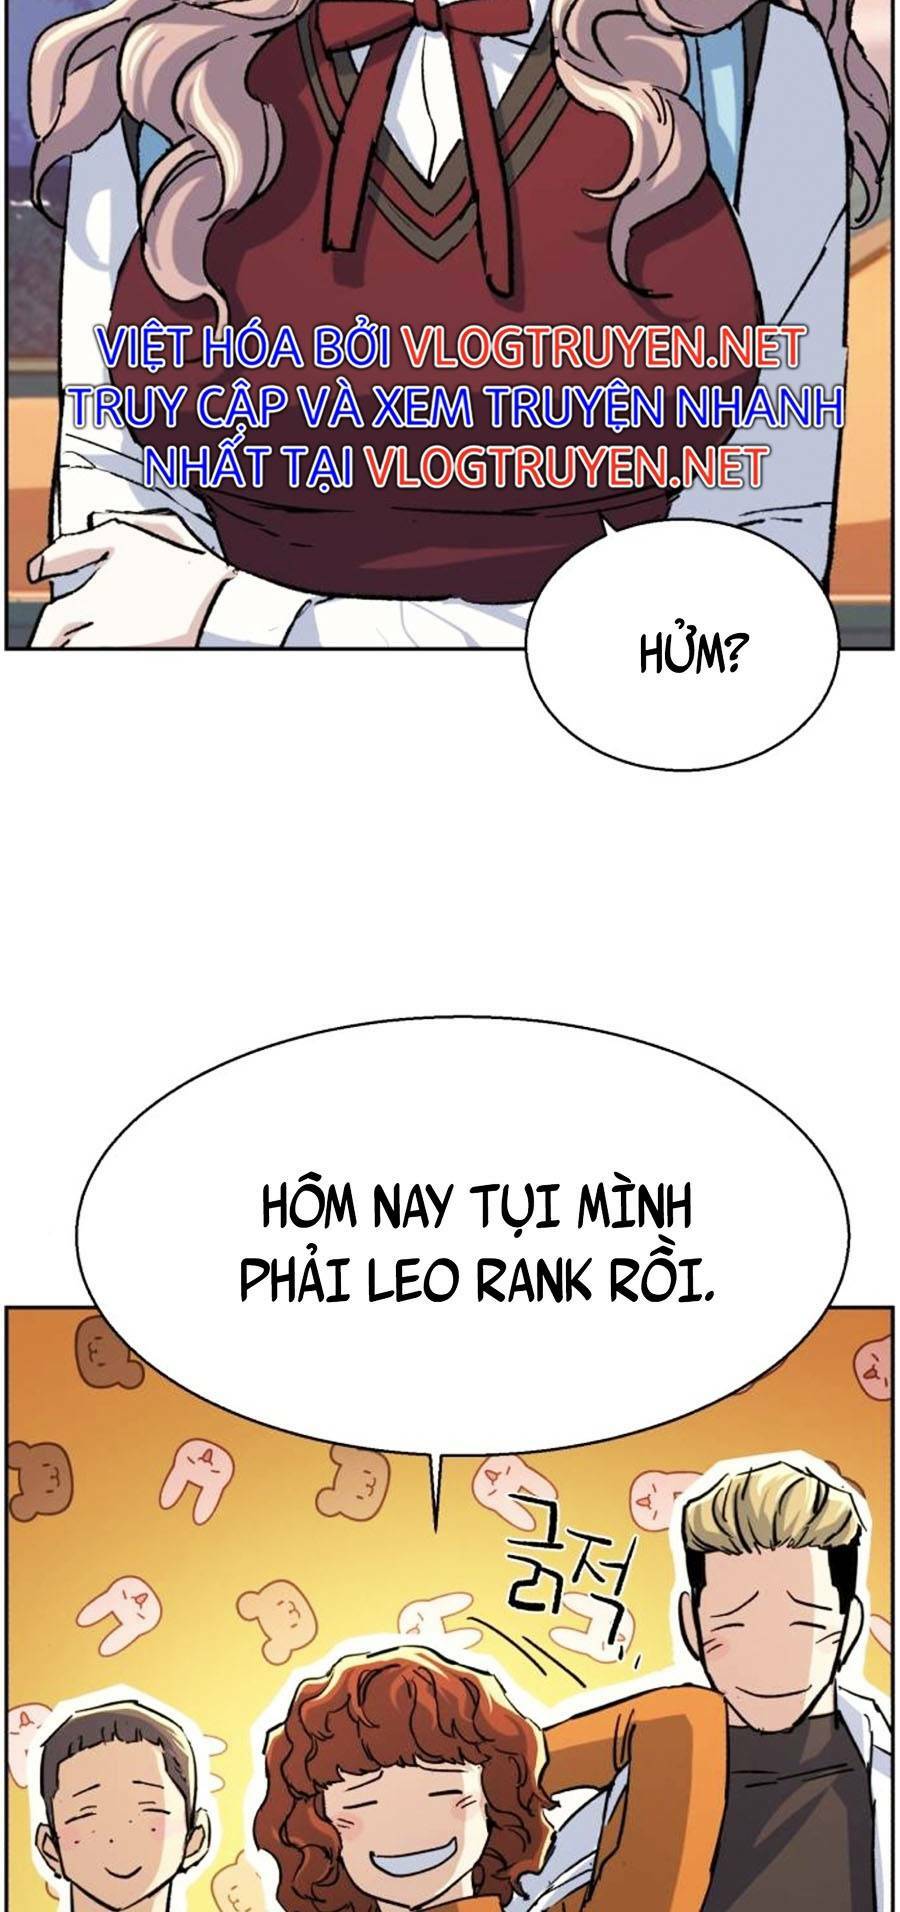 VIỆT HÓA BỞI VLOGTRUYEN.NET
TRUY CẬP VÀ XEM TRUYỆN NHANH
NHẤT TẠI VLOGTRUYEN.NET
HỬM?
HÔM NAY TỤI MÌNH
PHẢI LEO RANK RỒI.
긁적